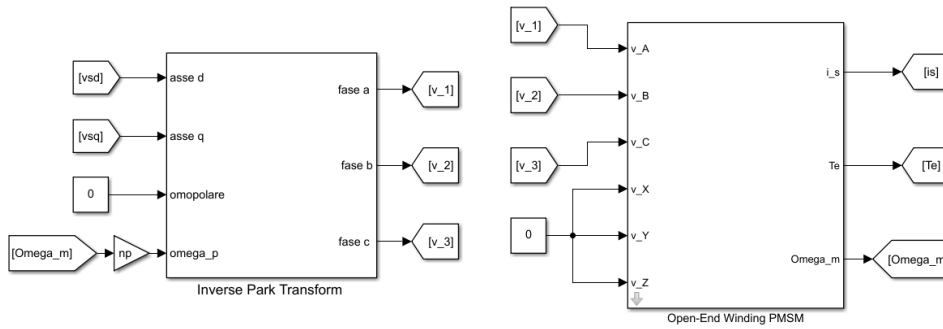 [vsd]
asse d
[vsq]
asse q
0
omopolare
[Omega_m]
np
omega_p
fase a
[v_1]
fase b
[v_2]
fase c
[v_3]
Inverse Park Transform
[v_1]
v_A
[v_2]
v_B
[v_3]
v_C
v_X
0
v_Y
v_Z
i_s
[is]
Te
[Te]
Omega_m
[Omega_m
Open-End Winding PMSM